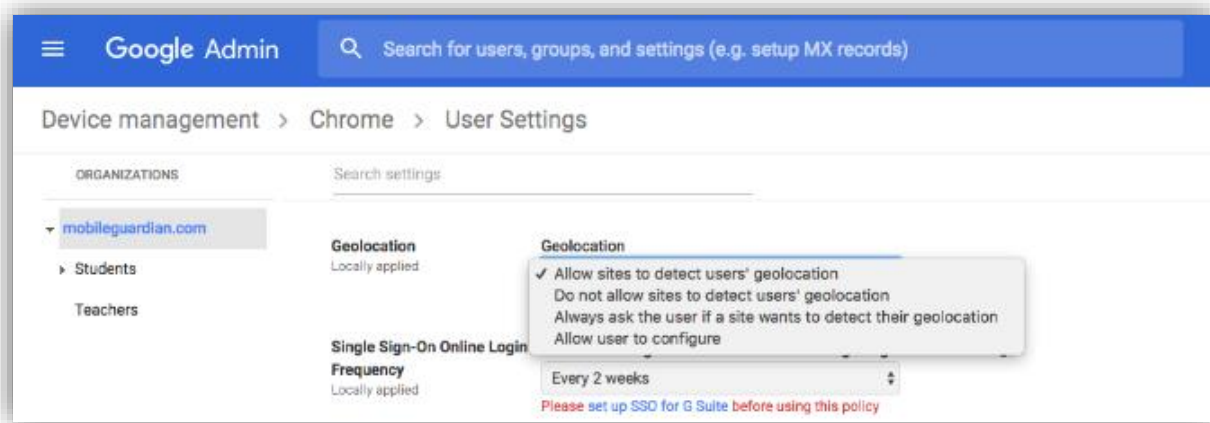 Google Admin
Search for users, groups, and settings (e.g. setup MX records)
Device management > Chrome > User Settings
ORGANIZATIONS
Search settings
mobileguardian.com
Students
Teachers
Geolocation
Locally applied
Geolocation
✓ Allow sites to detect users' geolocation
Do not allow sites to detect users' geolocation
Always ask the user if a site wants to detect their geolocation
Allow user to configure
Single Sign-On Online Login
Frequency
Locally applied
Every 2 weeks
Please set up SSO for G Suite before using this policy